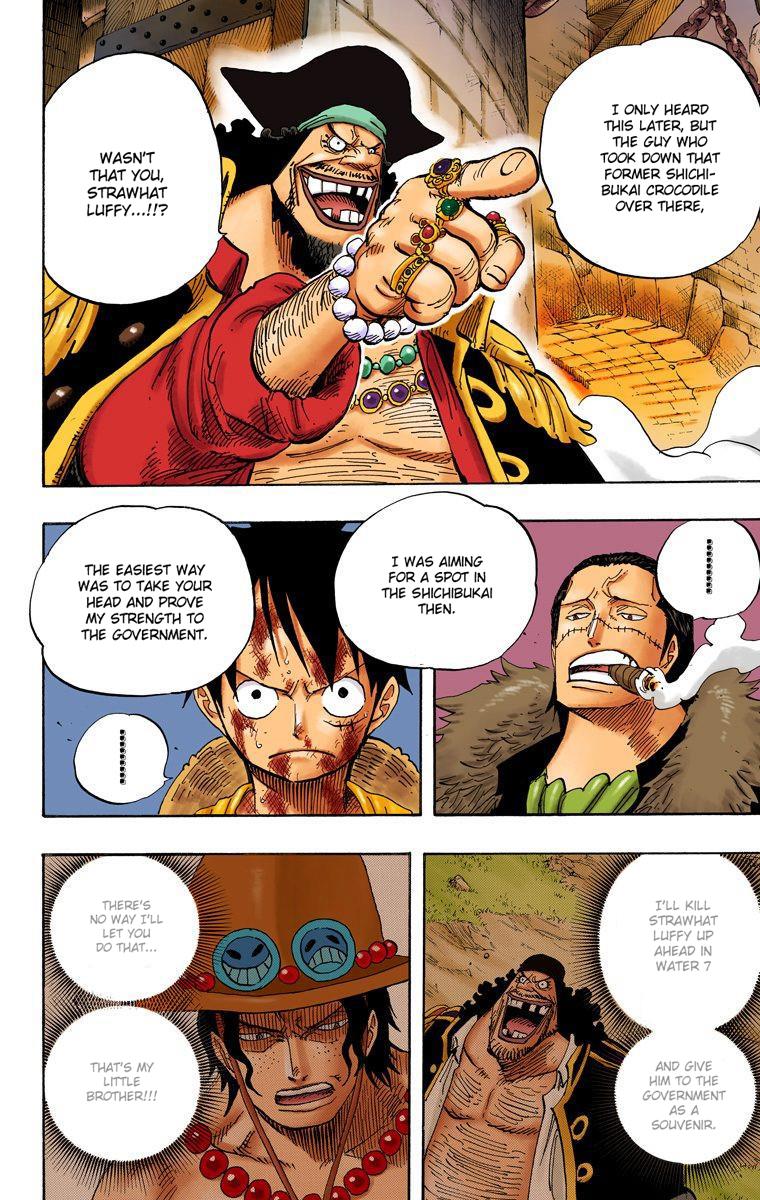 I ONLY HEARD
THIS LATER, BUT
THE GUY WHO
TOOK DOWN THAT
FORMER SHICHI-
BUKAI CROCODILE
OVER THERE,
WASN'T
THAT YOU,
STRAWHAT
LUFFY...!!?
.........
I WAS AIMING
FOR A SPOT IN
THE SHICHIBUKAI
THEN.
THE EASIEST WAY
WAS TO TAKE YOUR
HEAD AND PROVE
MY STRENGTH TO
THE GOVERNMENT.
.........
I'LL KILL
STRAWHAT
LUFFY UP
AHEAD IN
WATER 7
AND GIVE
HIM TO THE
GOVERNMENT
AS A
SOUVENIR.
THERE'S
NO WAY I'LL
LET YOU
DO THAT...
THAT'S MY
LITTLE
BROTHER!!!